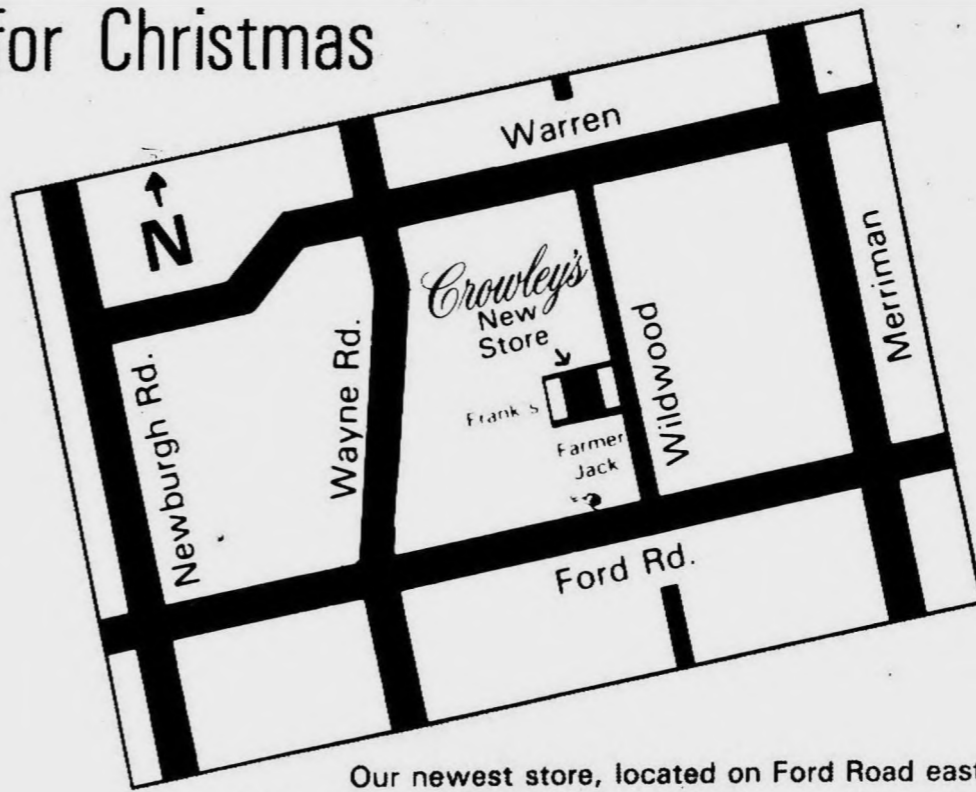 for Christmas
Warren
N
Crowley's
New
Store
Merriman
Wildwood
Wayne Rd.
Newburgh Rd.
Frank's
Farmer
Jack
Ford Rd.
Our newest store, located on Ford Road east